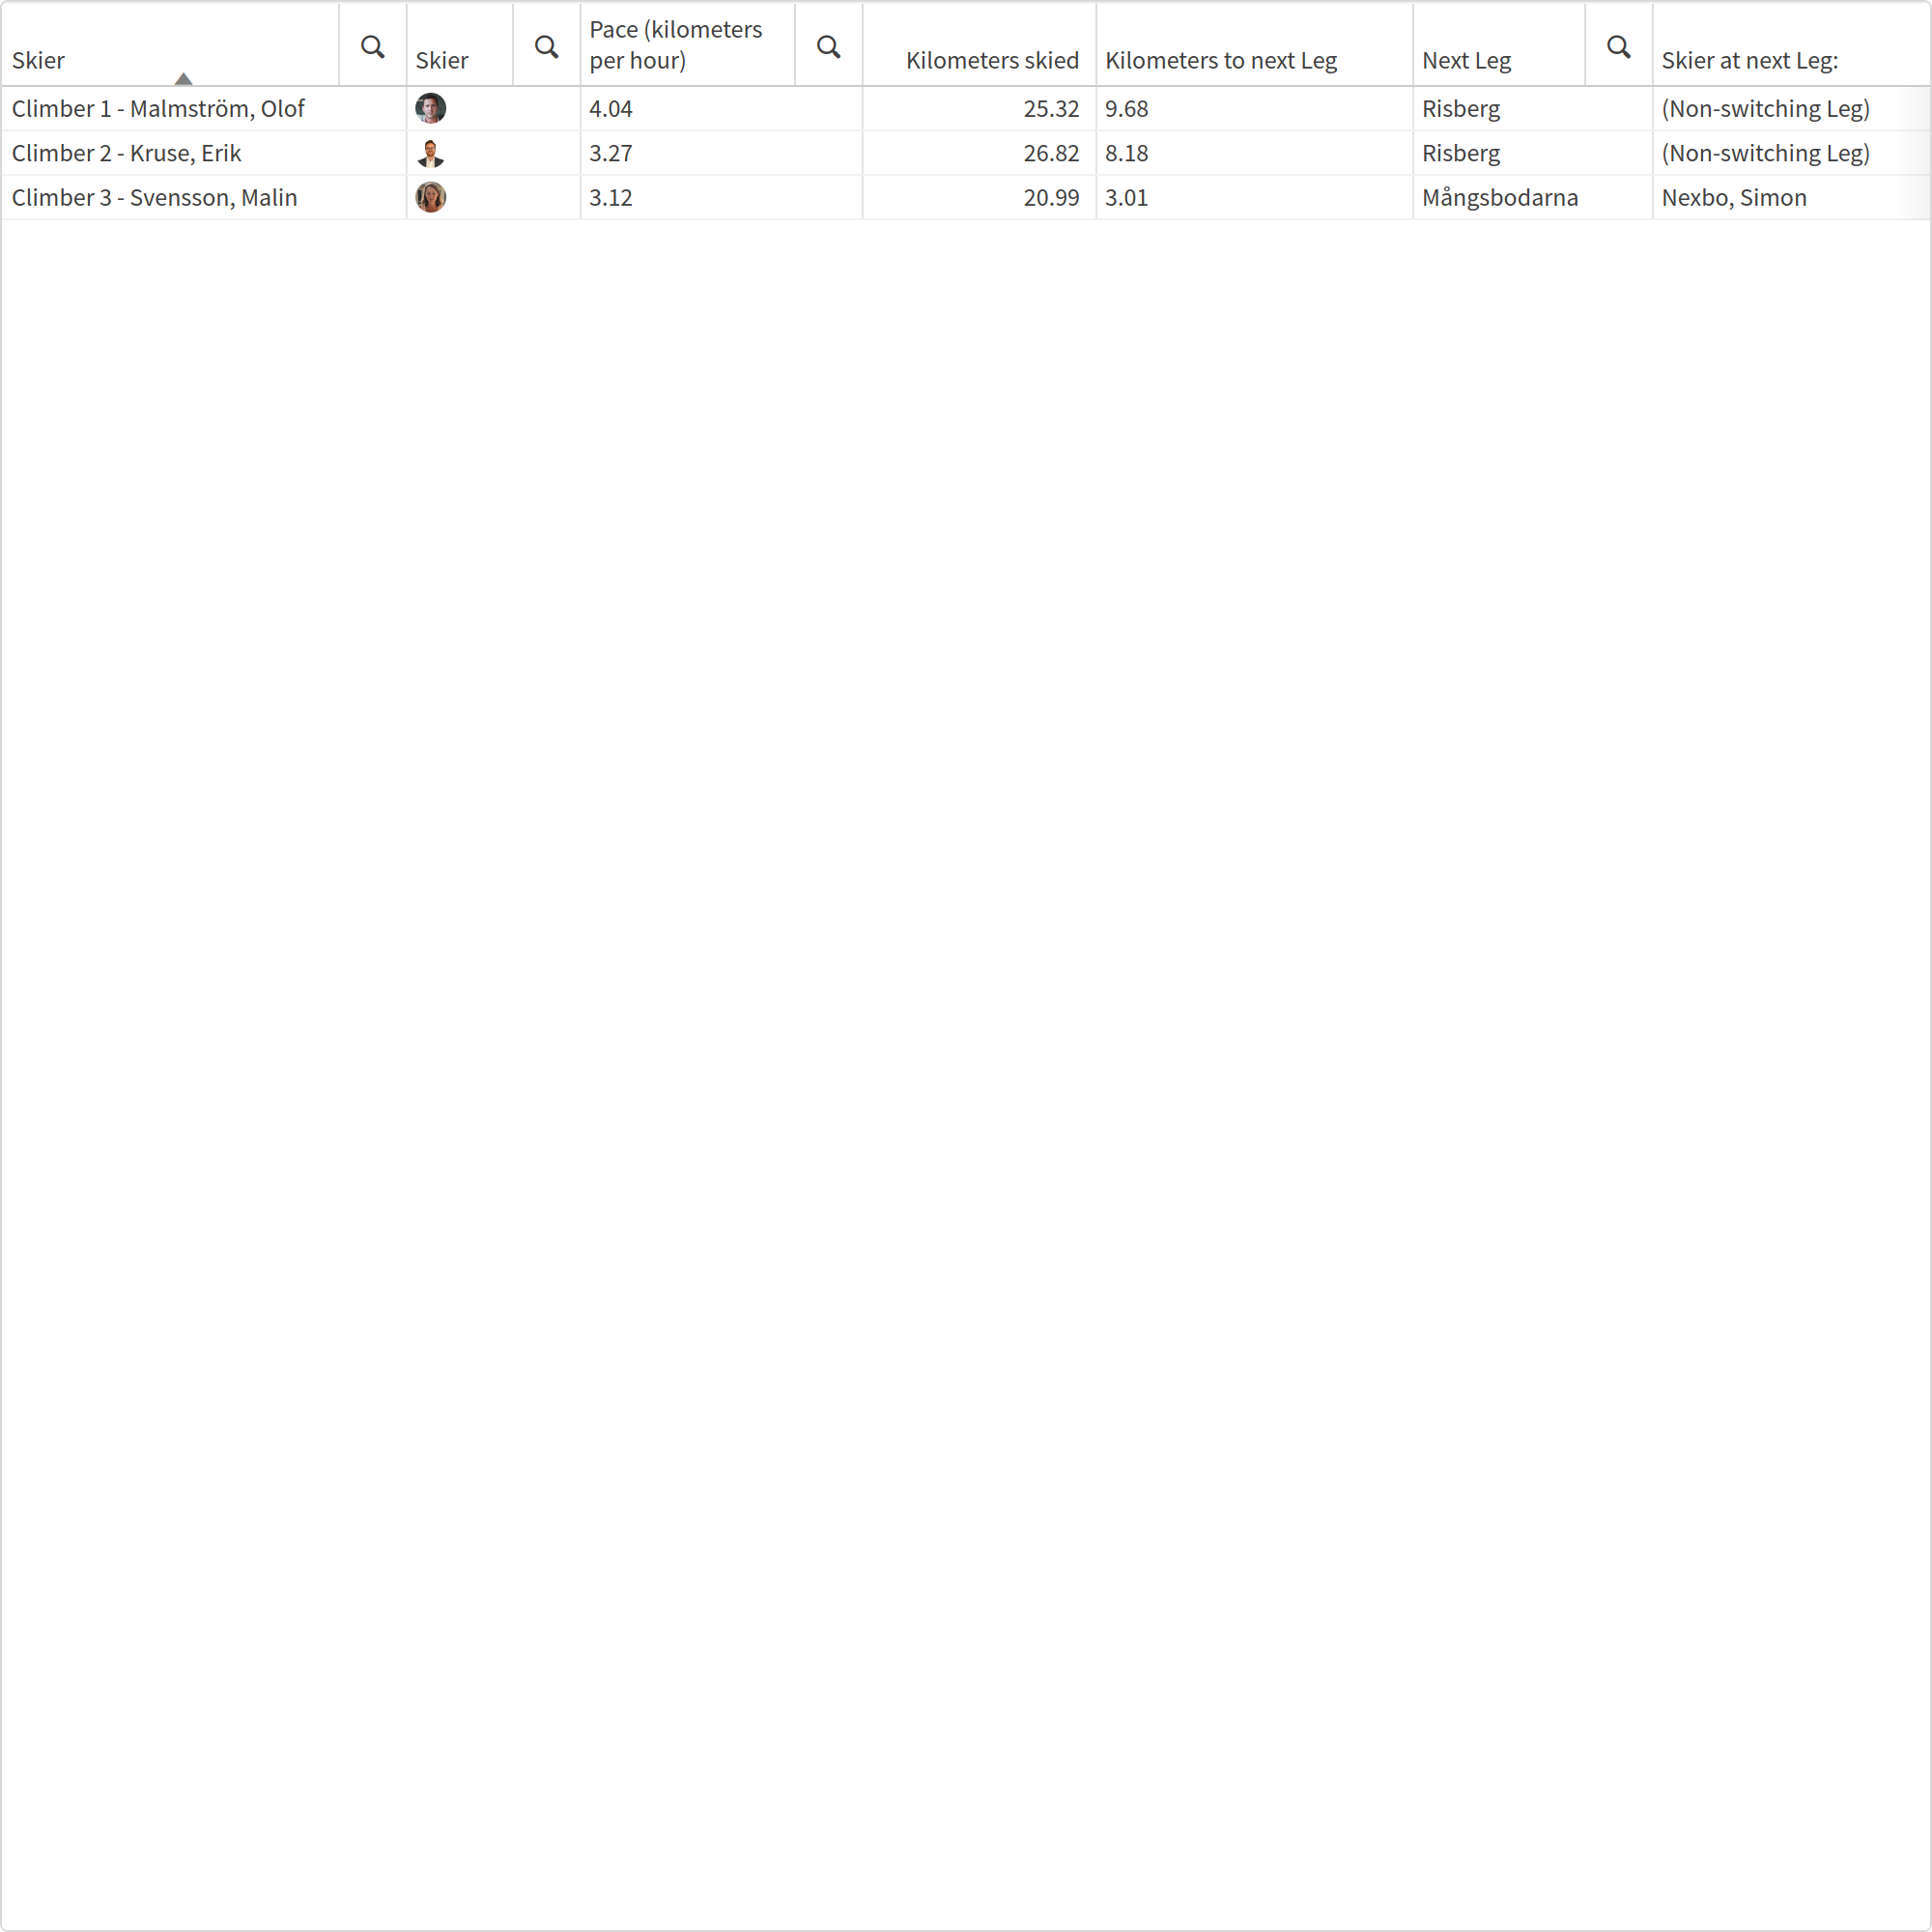 Skier Skier Pace (kilometers per hour) Kilometers skied Kilometers to next Leg Next Leg Skier at next Leg:
Climber 1 - Malmström, Olof 4.04 25.32 9.68 Risberg (Non-switching Leg)
Climber 2 - Kruse, Erik 3.27 26.82 8.18 Risberg (Non-switching Leg)
Climber 3 - Svensson, Malin 3.12 20.99 3.01 Mångsbodarna Nexbo, Simon